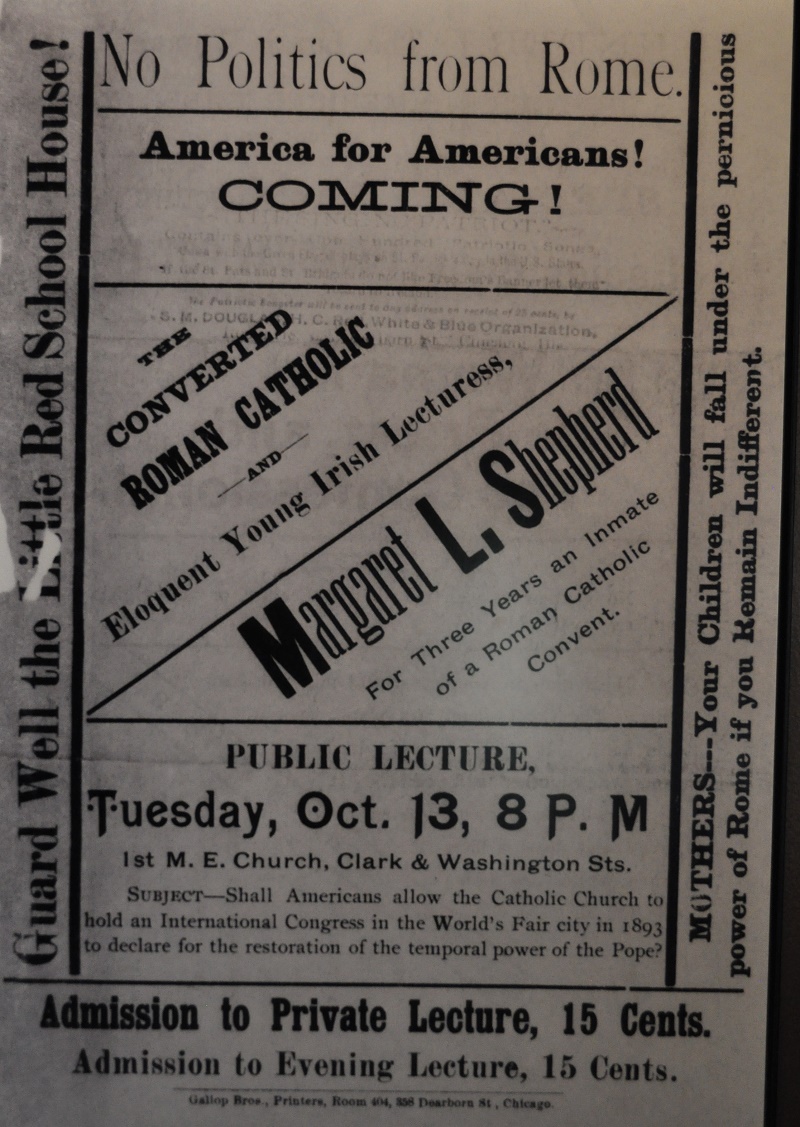 Guard Well the Little Red School House!
No Politics from Rome.
America for Americans!
COMING!
THE
CONVERTED
ROMAN CATHOLIC
—AND—
Eloquent Young Irish Lecturess,
Margaret L. Shepherd
For Three Years an Inmate
of a Roman Catholic
Convent.
PUBLIC LECTURE,
Tuesday, Oct. 13, 8 P. M
1st M. E. Church, Clark & Washington Sts.
SUBJECT—Shall Americans allow the Catholic Church to
hold an International Congress in the World's Fair city in 1893
to declare for the restoration of the temporal power of the Pope?
MOTHERS---Your Children will fall under the pernicious
power of Rome if you Remain Indifferent.
Admission to Private Lecture, 15 Cents.
Admission to Evening Lecture, 15 Cents.
Gallop Bros., Printers, Room 404, 358 Dearborn St, Chicago.
White & Blue Organization,